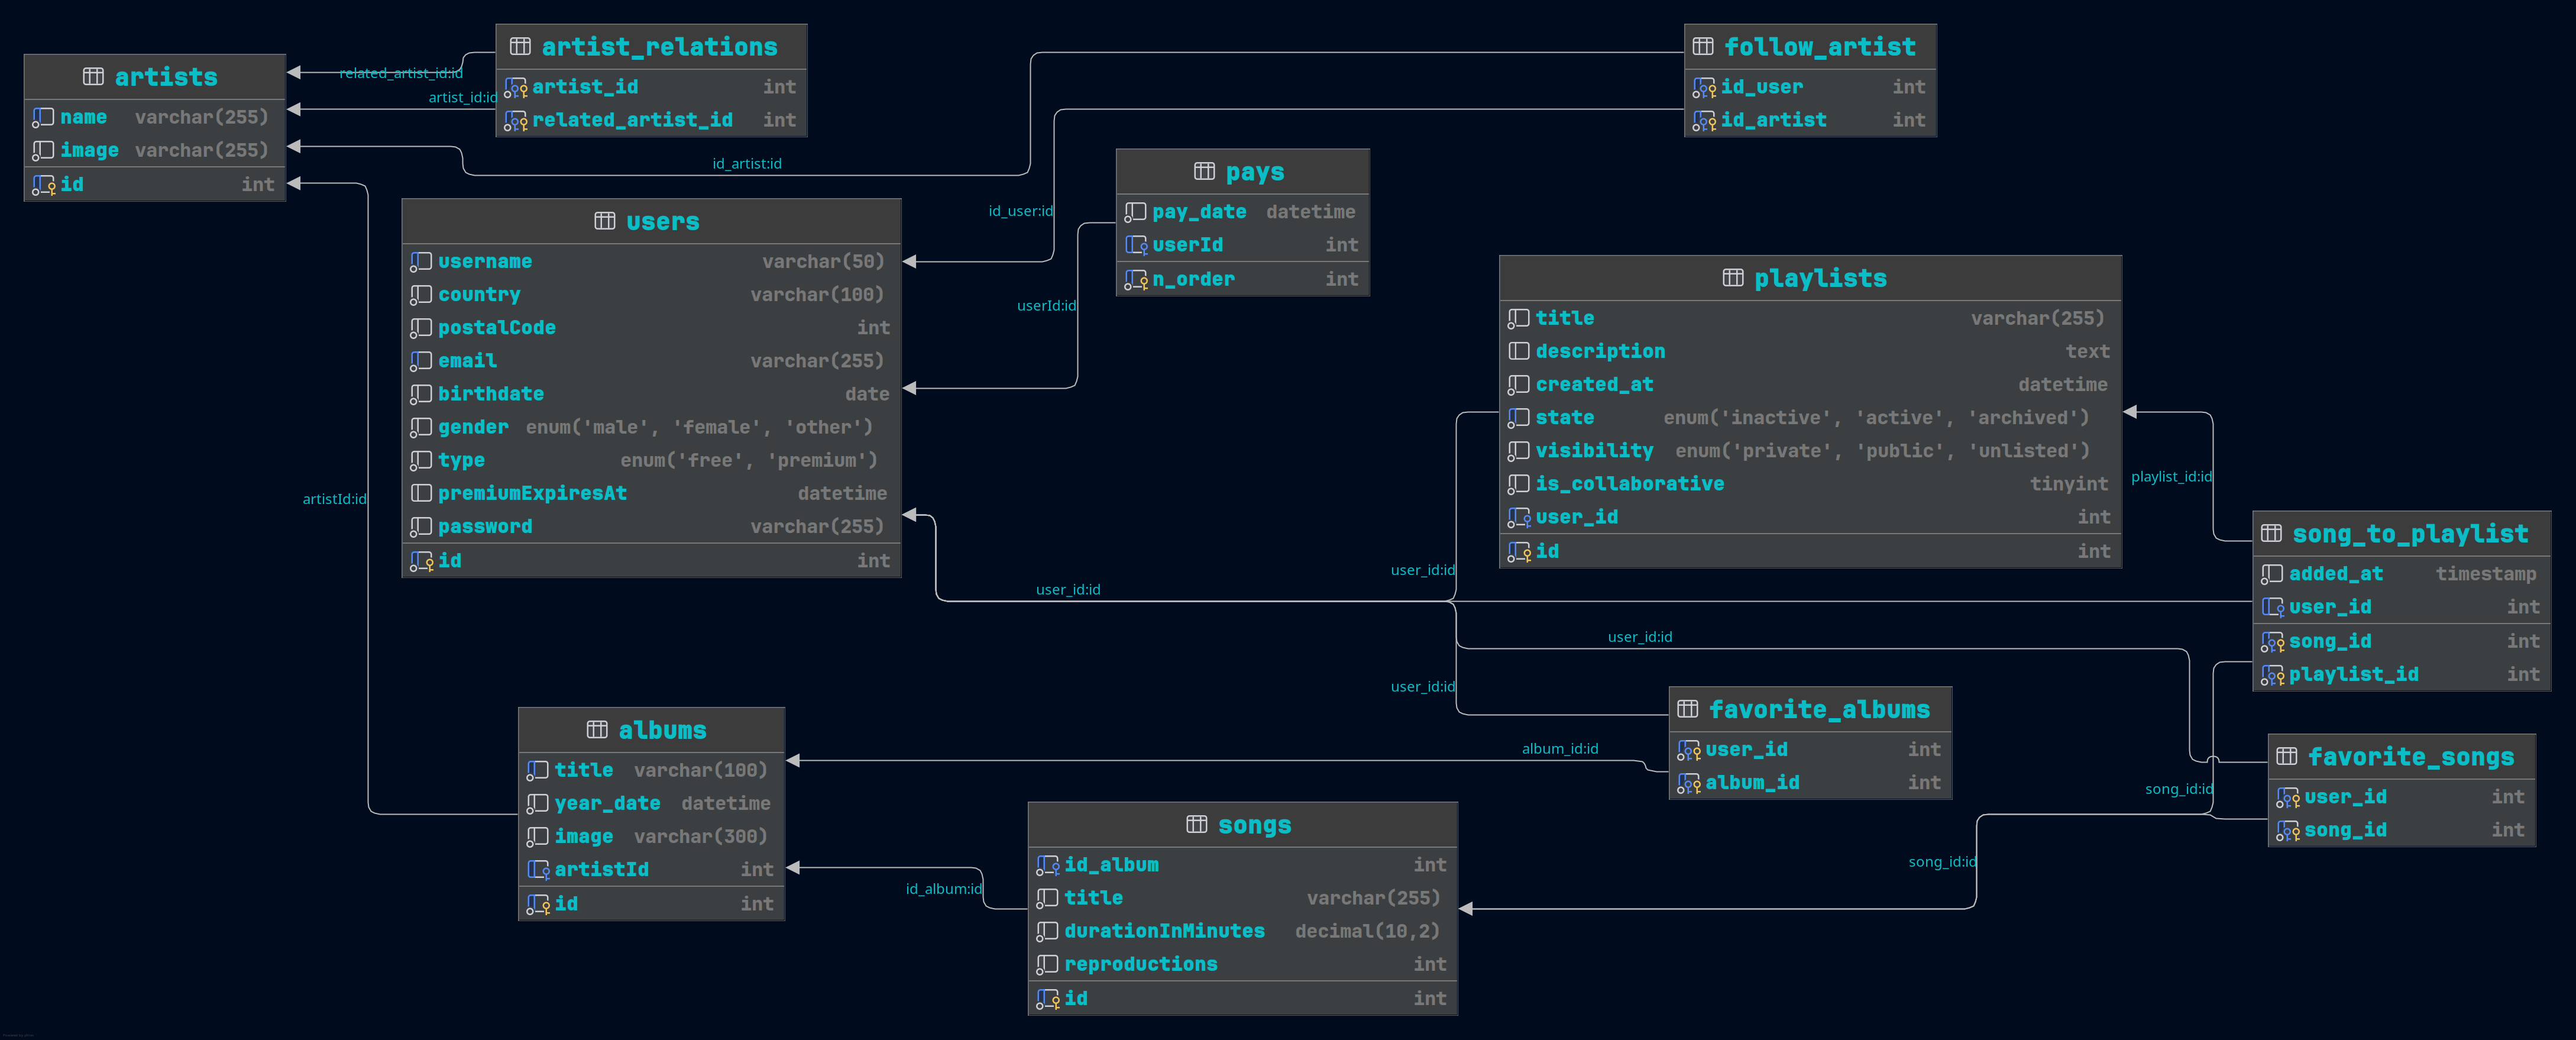 artist_relations
artist_id int
related_artist_id int
follow_artist
id_user int
id_artist int
artists
name varchar(255)
image varchar(255)
id int
related_artist_id:id
artist_id:id
id_artist:id
id_user:id
pays
pay_date datetime
userId int
n_order int
userId:id
users
username varchar(50)
country varchar(100)
postalCode int
email varchar(255)
birthdate date
gender enum('male', 'female', 'other')
type enum('free', 'premium')
premiumExpiresAt datetime
password varchar(255)
id int
playlists
title varchar(255)
description text
created_at datetime
state enum('inactive', 'active', 'archived')
visibility enum('private', 'public', 'unlisted')
is_collaborative tinyint
user_id int
id int
playlist_id:id
artistId:id
song_to_playlist
added_at timestamp
user_id int
song_id int
playlist_id int
user_id:id
user_id:id
user_id:id
user_id:id
favorite_albums
user_id int
album_id int
album_id:id
favorite_songs
user_id int
song_id int
song_id:id
song_id:id
albums
title varchar(100)
year_date datetime
image varchar(300)
artistId int
id int
id_album:id
songs
id_album int
title varchar(255)
durationInMinutes decimal(10,2)
reproductions int
id int